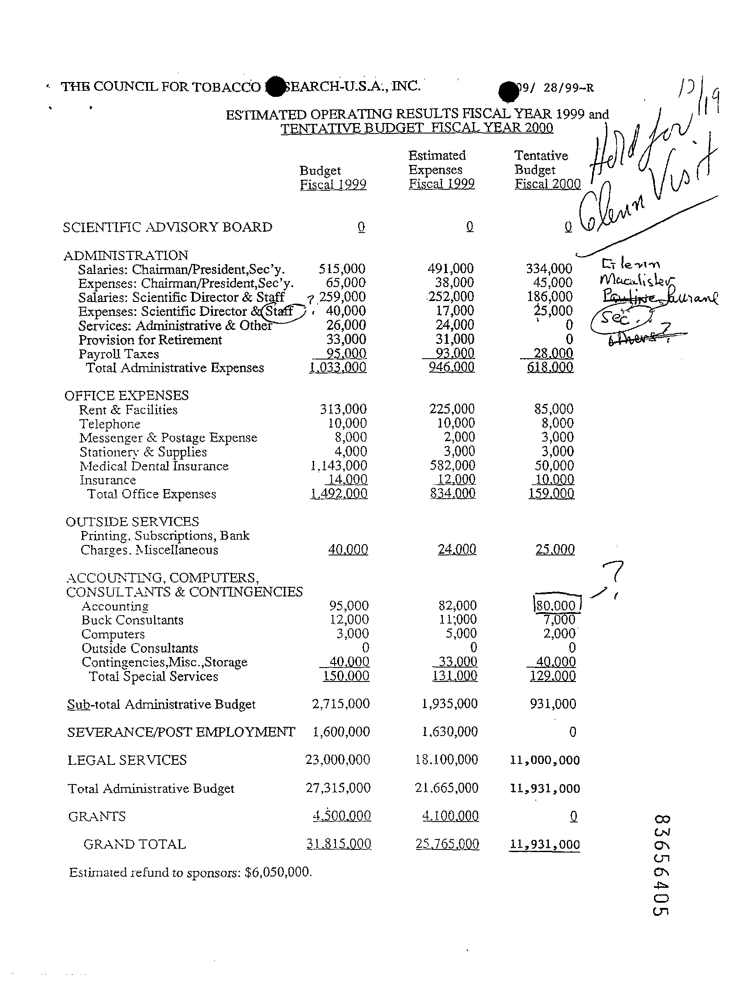 THE COUNCIL FOR TOBACCO SEARCH-U.S.A., INC. 09/ 28/99-R
12/19
Held for
Glenn Visit
ESTIMATED OPERATING RESULTS FISCAL YEAR 1999 and
TENTATIVE BUDGET FISCAL YEAR 2000
Budget Fiscal 1999 Estimated Expenses Fiscal 1999 Tentative Budget Fiscal 2000
SCIENTIFIC ADVISORY BOARD 0 0 0
ADMINISTRATION
Salaries: Chairman/President,Sec'y. 515,000 491,000 334,000
Expenses: Chairman/President,Sec'y. 65,000 38,000 45,000
Salaries: Scientific Director & Staff ? 259,000 252,000 186,000
Expenses: Scientific Director & Staff 40,000 17,000 25,000
Services: Administrative & Other 26,000 24,000 0
Provision for Retirement 33,000 31,000 0
Payroll Taxes 95,000 93,000 28,000
Total Administrative Expenses 1,033,000 946,000 618,000
Glenn
Macalister
Pauline Laurane
Sec.
others?
OFFICE EXPENSES
Rent & Facilities 313,000 225,000 85,000
Telephone 10,000 10,000 8,000
Messenger & Postage Expense 8,000 2,000 3,000
Stationery & Supplies 4,000 3,000 3,000
Medical Dental Insurance 1,143,000 582,000 50,000
Insurance 14,000 12,000 10,000
Total Office Expenses 1,492,000 834,000 159,000
OUTSIDE SERVICES
Printing, Subscriptions, Bank
Charges, Miscellaneous 40,000 24,000 25,000
ACCOUNTING, COMPUTERS,
CONSULTANTS & CONTINGENCIES ?
Accounting 95,000 82,000 80,000
Buck Consultants 12,000 11;000 7,000
Computers 3,000 5,000 2,000
Outside Consultants 0 0 0
Contingencies,Misc.,Storage 40,000 33,000 40,000
Total Special Services 150,000 131,000 129,000
Sub-total Administrative Budget 2,715,000 1,935,000 931,000
SEVERANCE/POST EMPLOYMENT 1,600,000 1,630,000 0
LEGAL SERVICES 23,000,000 18,100,000 11,000,000
Total Administrative Budget 27,315,000 21,665,000 11,931,000
GRANTS 4,500,000 4,100,000 0
GRAND TOTAL 31,815,000 25,765,000 11,931,000
Estimated refund to sponsors: $6,050,000.
83656405